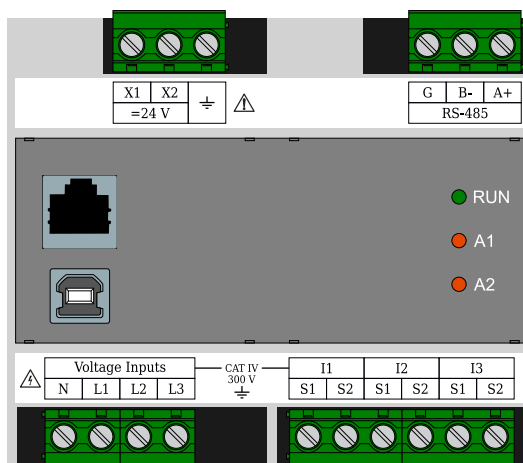 X1 X2
=24 V
G B- A+
RS-485
RUN
A1
A2
Voltage Inputs
N L1 L2 L3
CAT IV
300 V
I1 I2 I3
S1 S2 S1 S2 S1 S2